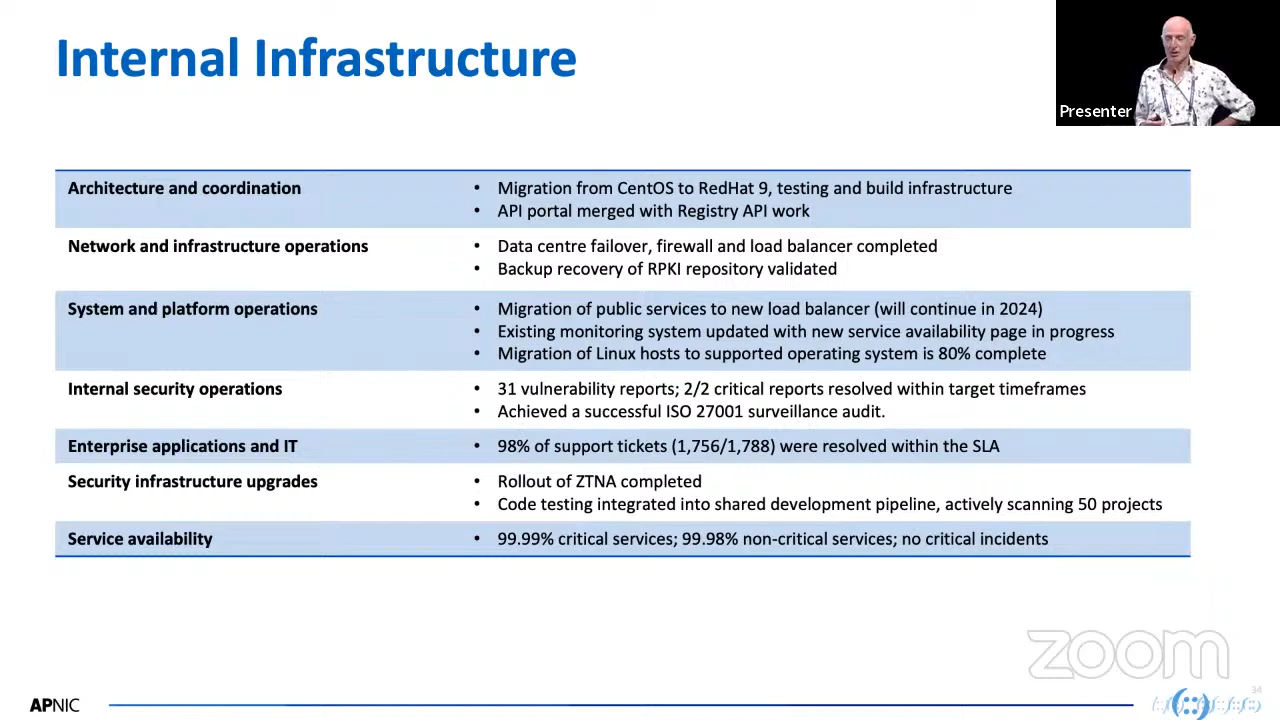 Internal Infrastructure
Presenter
Architecture and coordination
• Migration from CentOS to RedHat 9, testing and build infrastructure
• API portal merged with Registry API work
Network and infrastructure operations
• Data centre failover, firewall and load balancer completed
• Backup recovery of RPKI repository validated
System and platform operations
• Migration of public services to new load balancer (will continue in 2024)
• Existing monitoring system updated with new service availability page in progress
• Migration of Linux hosts to supported operating system is 80% complete
Internal security operations
• 31 vulnerability reports; 2/2 critical reports resolved within target timeframes
• Achieved a successful ISO 27001 surveillance audit.
Enterprise applications and IT
• 98% of support tickets (1,756/1,788) were resolved within the SLA
Security infrastructure upgrades
• Rollout of ZTNA completed
• Code testing integrated into shared development pipeline, actively scanning 50 projects
Service availability
• 99.99% critical services; 99.98% non-critical services; no critical incidents
zoom
34
APNIC